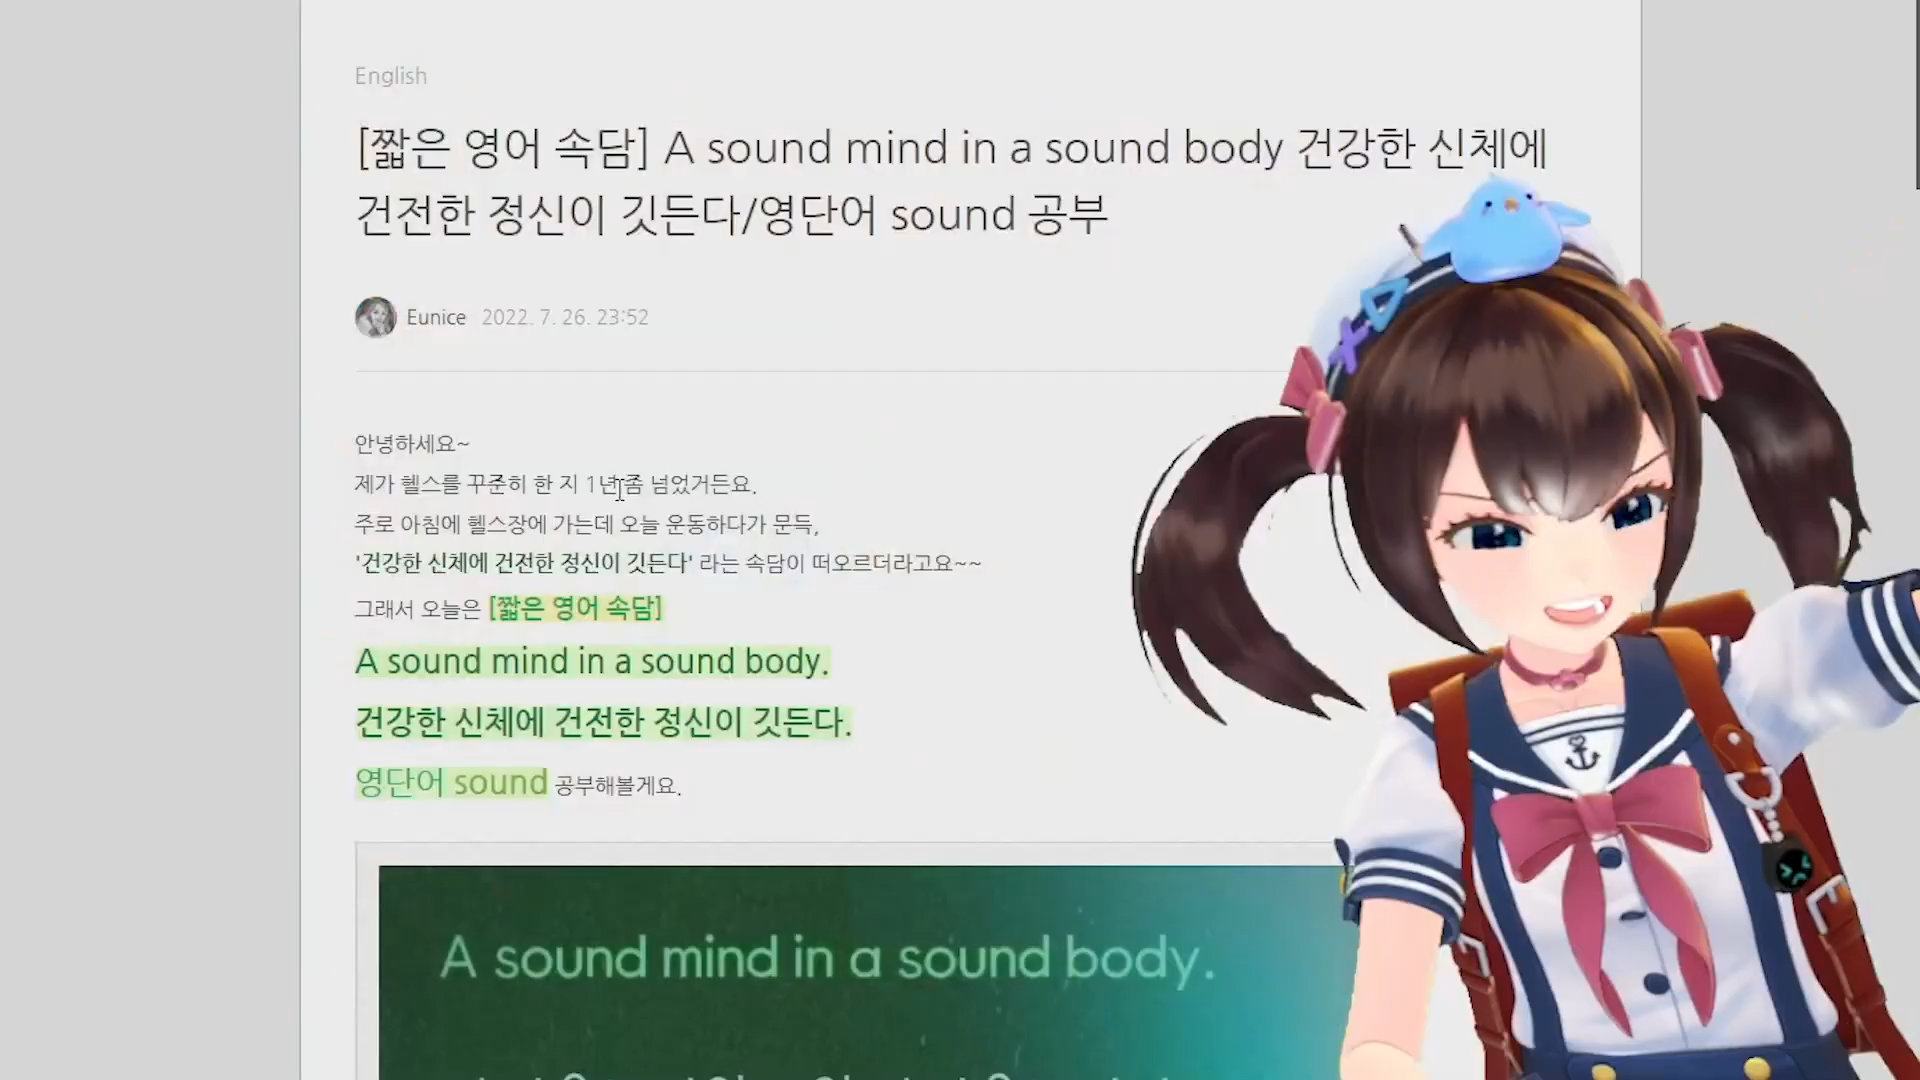 English
[짧은 영어 속담] A sound mind in a sound body 건강한 신체에
건전한 정신이 깃든다/영단어 sound 공부
Eunice 2022. 7. 26. 23:52
안녕하세요~
제가 헬스를 꾸준히 한 지 1년 좀 넘었거든요.
주로 아침에 헬스장에 가는데 오늘 운동하다가 문득,
'건강한 신체에 건전한 정신이 깃든다' 라는 속담이 떠오르더라고요~~
그래서 오늘은 [짧은 영어 속담]
A sound mind in a sound body.
건강한 신체에 건전한 정신이 깃든다.
영단어 sound 공부해볼게요.
A sound mind in a sound body.